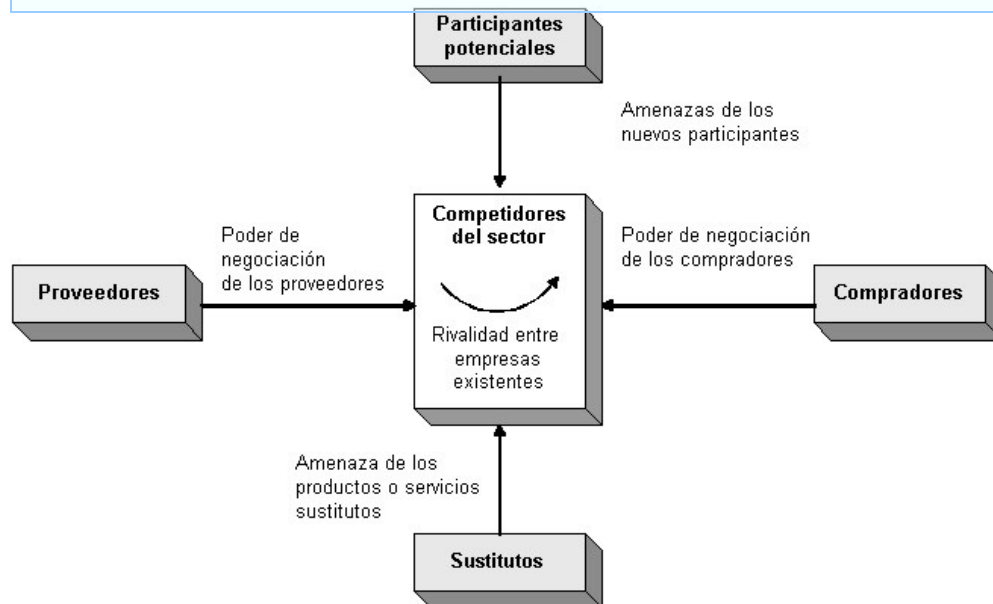 Participantes
potenciales
Amenazas de los
nuevos participantes
Competidores
del sector
Poder de
negociación
de los proveedores
Poder de negociación
de los compradores
Proveedores
Compradores
Rivalidad entre
empresas
existentes
Amenaza de los
productos o servicios
sustitutos
Sustitutos